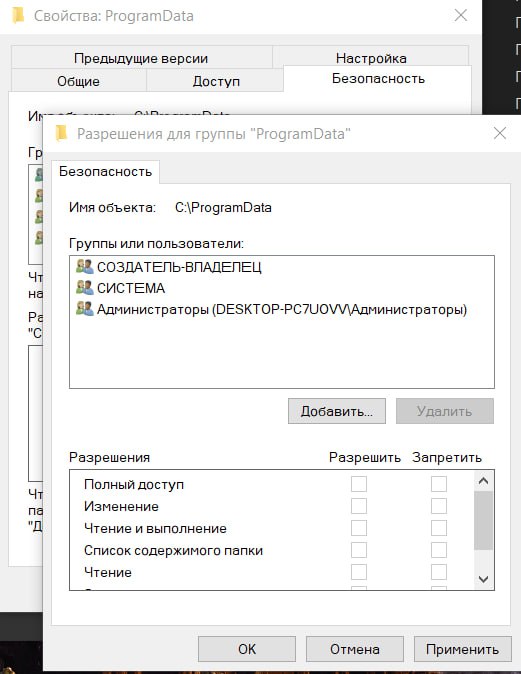 Свойства: ProgramData
Предыдущие версии
Настройка
Общие
Доступ
Безопасность
Разрешения для группы "ProgramData"
Безопасность
Имя объекта: C:\ProgramData
Группы или пользователи:
СОЗДАТЕЛЬ-ВЛАДЕЛЕЦ
СИСТЕМА
Администраторы (DESKTOP-PC7UOVV\Администраторы)
Добавить...
Удалить
Разрешения Разрешить Запретить
Полный доступ
Изменение
Чтение и выполнение
Список содержимого папки
Чтение
ОК
Отмена
Применить